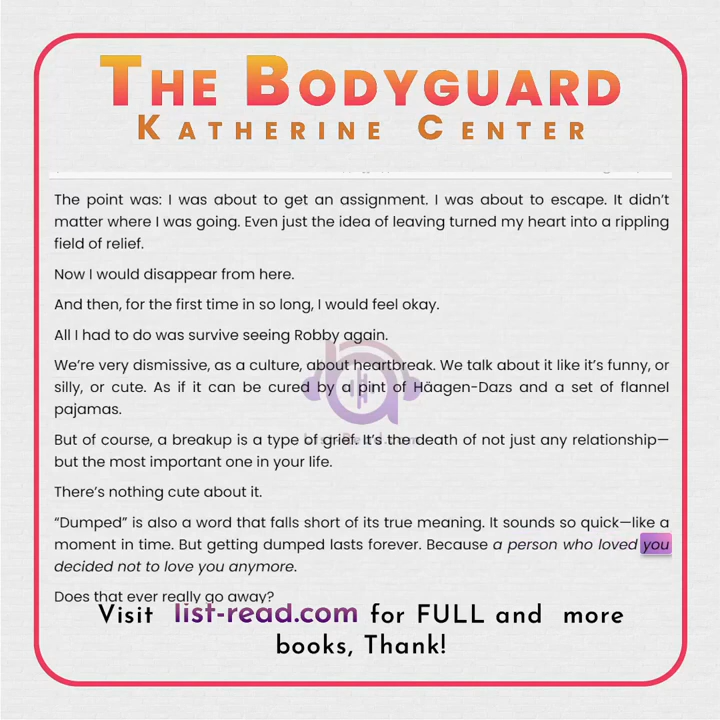 THE BODYGUARD
KATHERINE CENTER
The point was: I was about to get an assignment. I was about to escape. It didn't
matter where I was going. Even just the idea of leaving turned my heart into a rippling
field of relief.
Now I would disappear from here.
And then, for the first time in so long, I would feel okay.
All I had to do was survive seeing Robby again.
We're very dismissive, as a culture, about heartbreak. We talk about it like it's funny, or
silly, or cute. As if it can be cured by a pint of Häagen-Dazs and a set of flannel
pajamas.
But of course, a breakup is a type of grief. It's the death of not just any relationship—
but the most important one in your life.
There's nothing cute about it.
“Dumped” is also a word that falls short of its true meaning. It sounds so quick—like a
moment in time. But getting dumped lasts forever. Because a person who loved you
decided not to love you anymore.
Does that ever really go away?
Visit list-read.com for FULL and more
books, Thank!